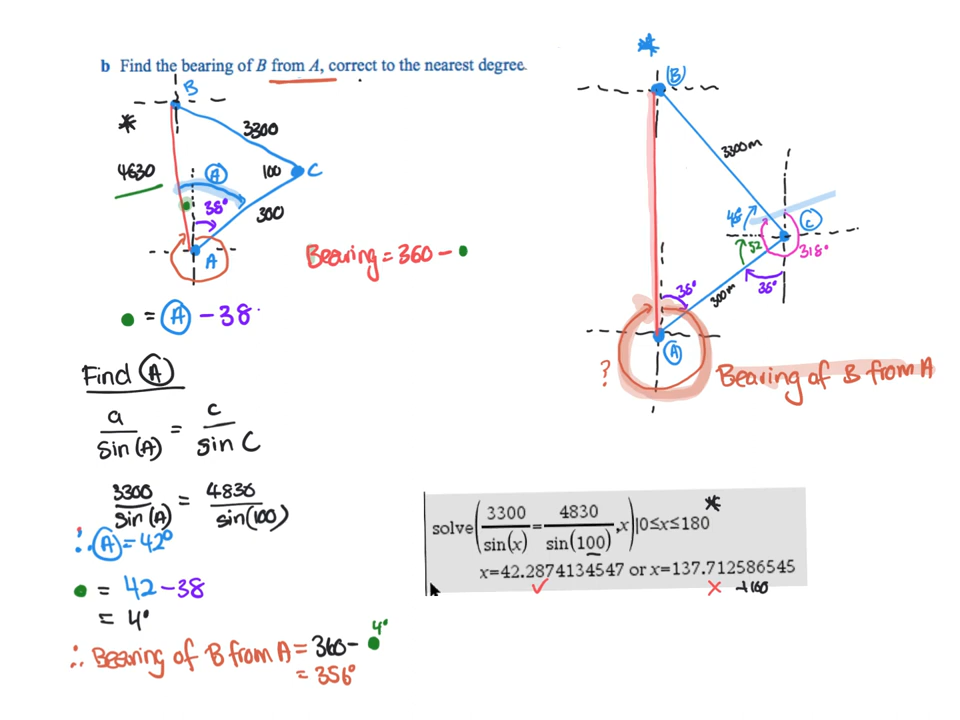 b Find the bearing of B from A, correct to the nearest degree.
B
*
3300
4630
A
100
C
38°
300
A
Bearing = 360 - •
• = A - 38
Find A
a / sin(A) = c / sin C
3300 / sin(A) = 4830 / sin(100)
∴ A = 42°
• = 42 - 38
= 4°
∴ Bearing of B from A = 360 - • 4°
= 356°
*
(B)
3300m
48°
C
52
318°
38°
38°
300m
A
?
Bearing of B from A
solve(3300/sin(x) = 4830/sin(100), x)|0≤x≤180 *
x=42.2874134547 or x=137.712586545
✓ ×